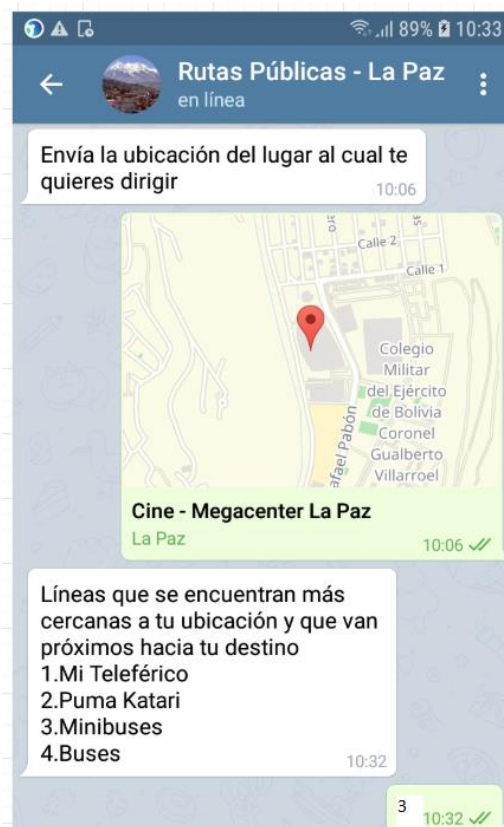 89% 10:33
Rutas Públicas - La Paz
en línea
Envía la ubicación del lugar al cual te
quieres dirigir
10:06
Calle 2
Calle 1
Colegio
Militar
del Ejército
de Bolivia
Coronel
Gualberto
Villarroel
afael Pabón
Cine - Megacenter La Paz
La Paz
10:06
Líneas que se encuentran más
cercanas a tu ubicación y que van
próximos hacia tu destino
1.Mi Teleférico
2.Puma Katari
3.Minibuses
4.Buses
10:32
3
10:32